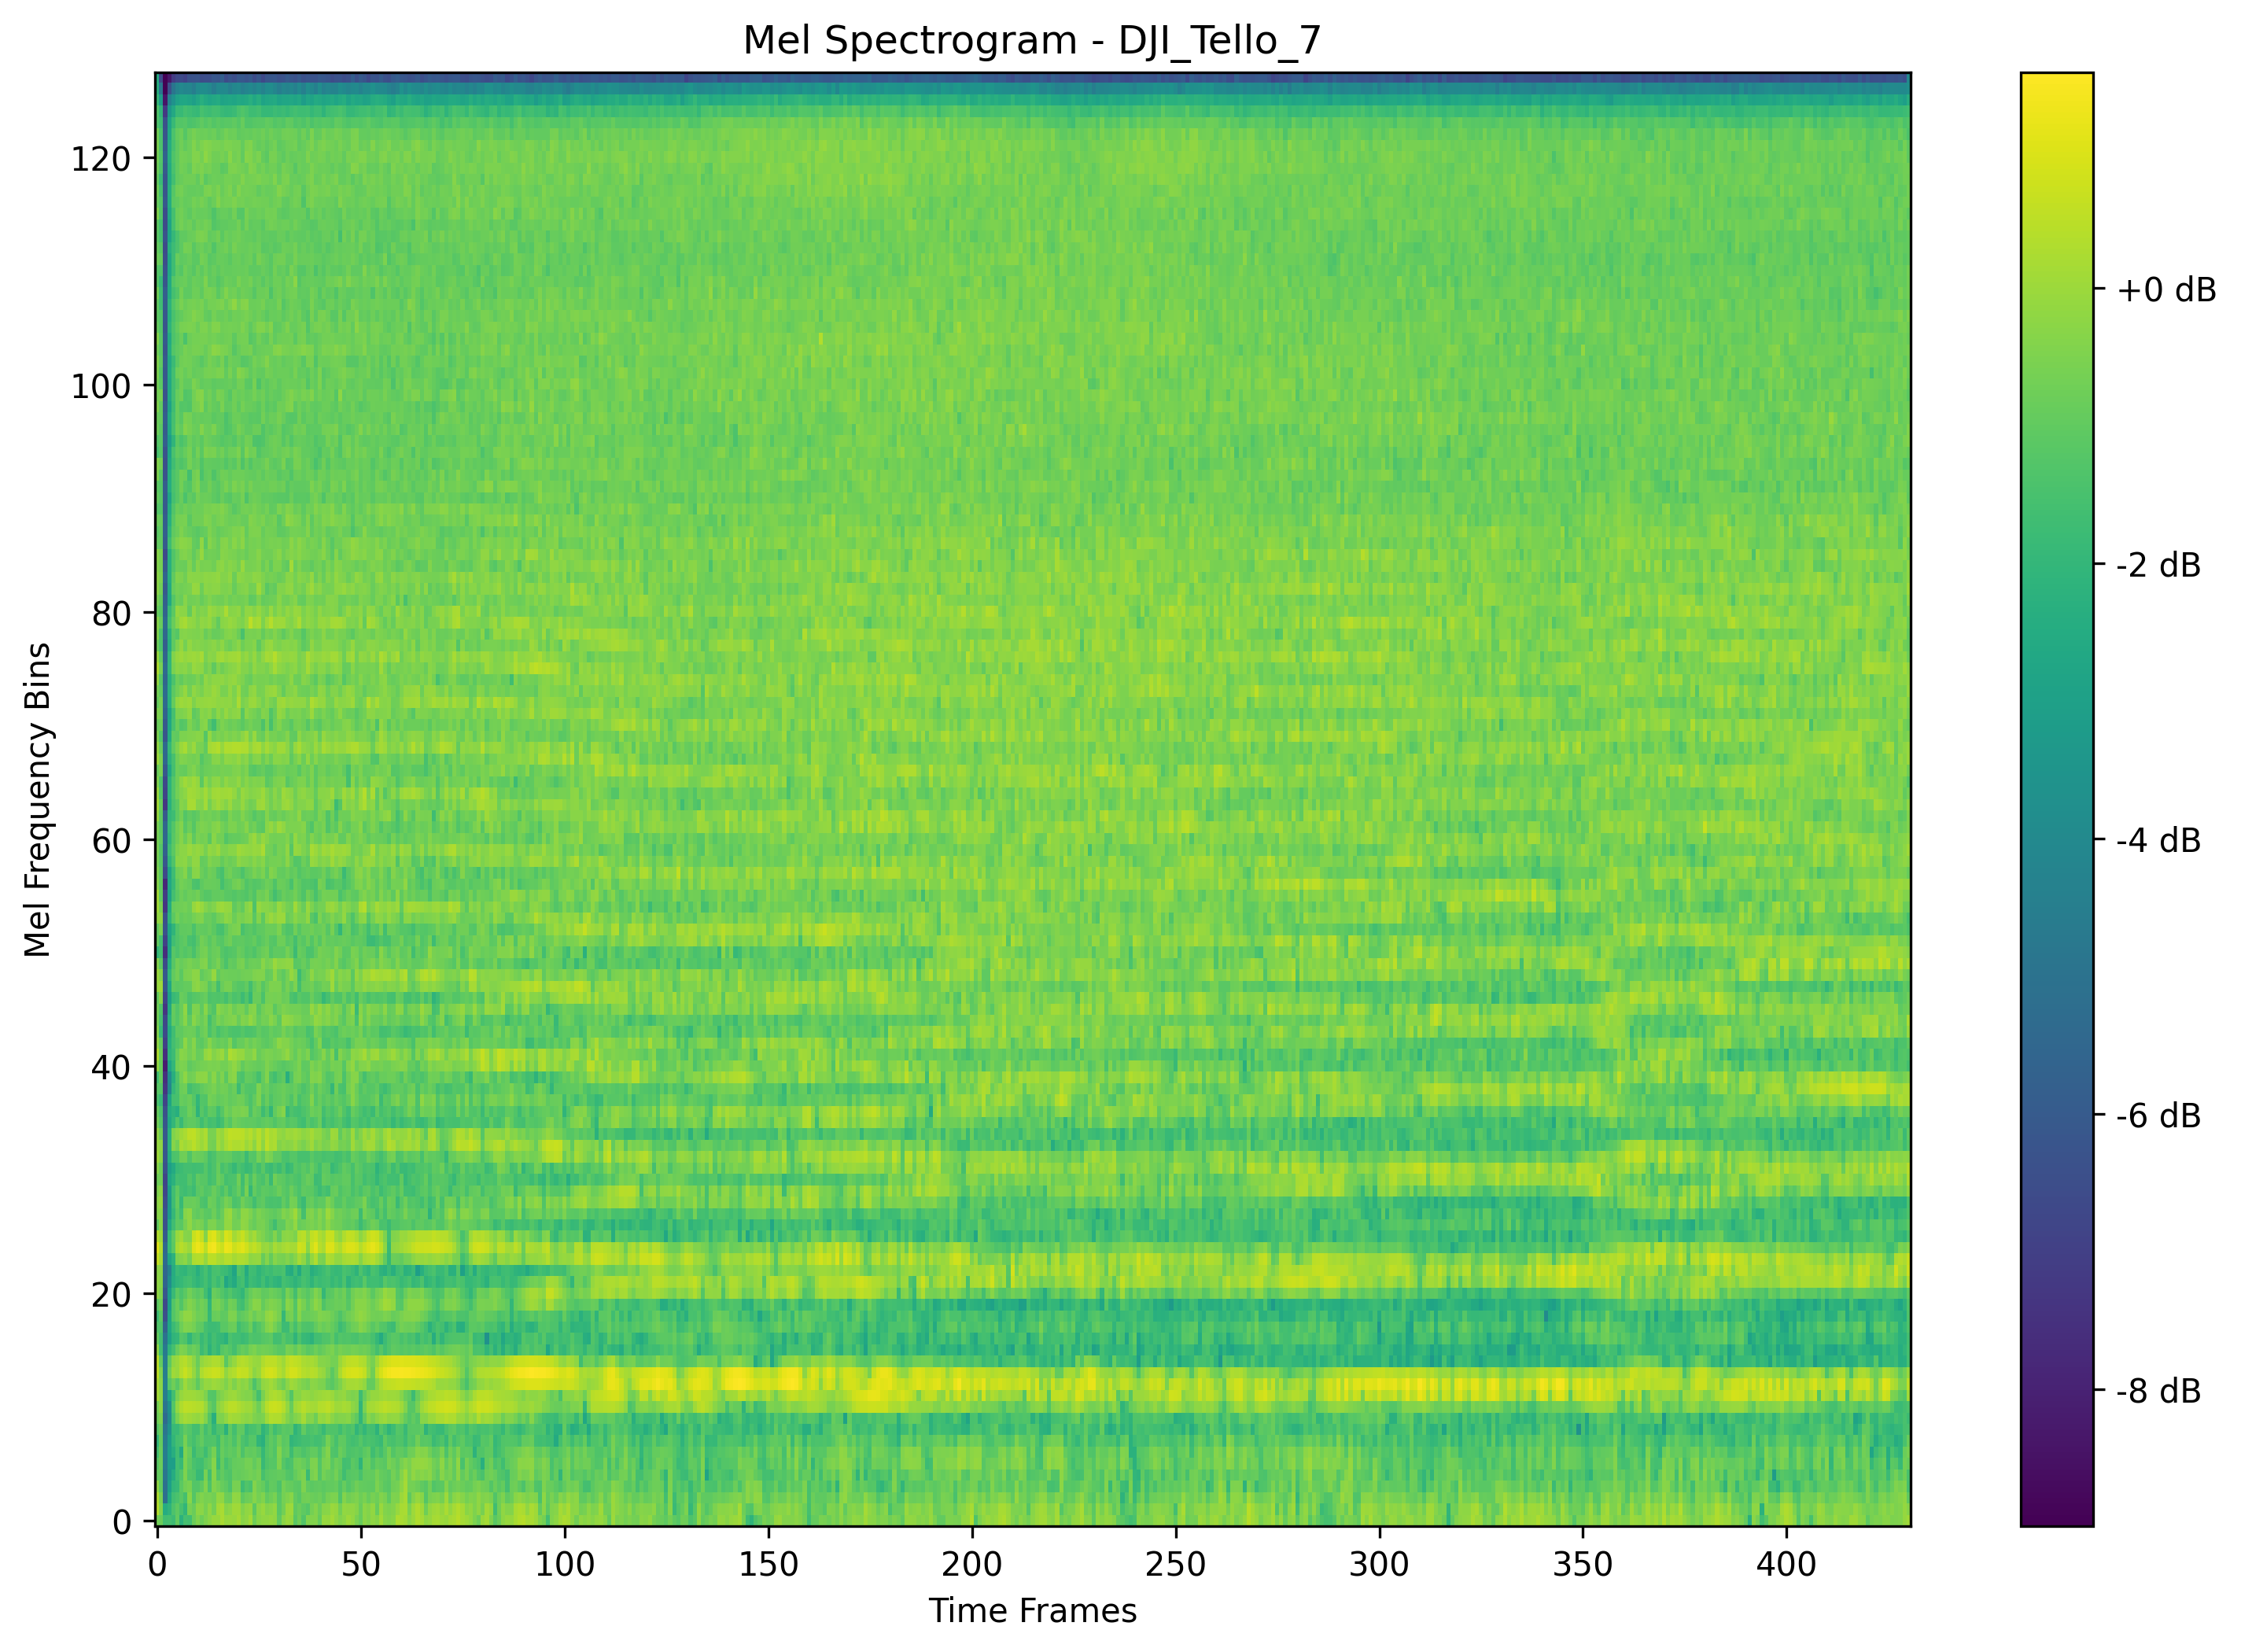 Mel Spectrogram - DJI_Tello_7
Mel Frequency Bins
120
100
80
60
40
20
0
0 50 100 150 200 250 300 350 400
Time Frames
+0 dB
-2 dB
-4 dB
-6 dB
-8 dB